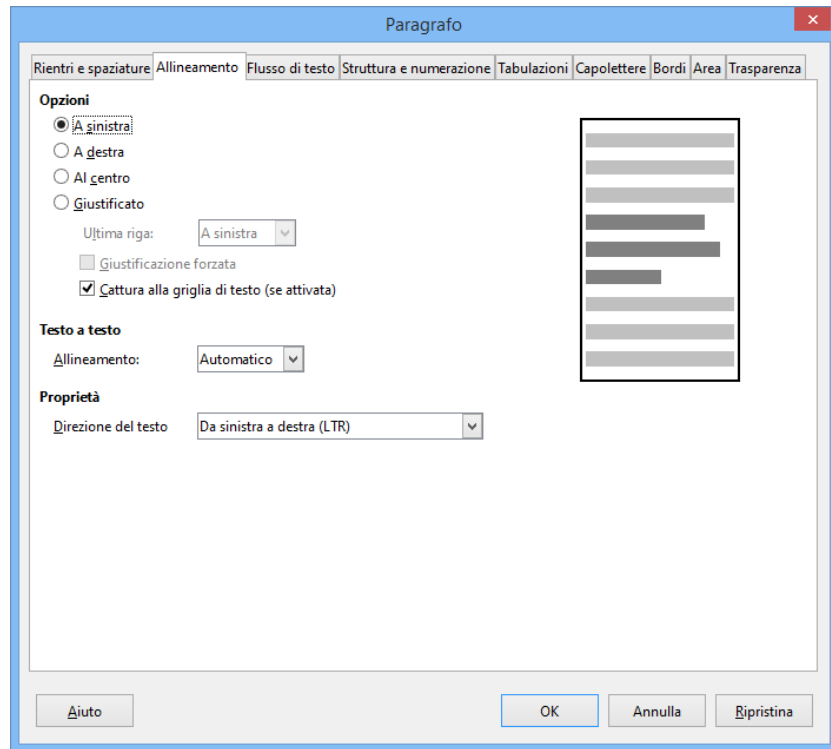 Paragrafo
Rientri e spaziature Allineamento Flusso di testo Struttura e numerazione Tabulazioni Capolettere Bordi Area Trasparenza
Opzioni
A sinistra
A destra
Al centro
Giustificato
Ultima riga: A sinistra
Giustificazione forzata
Cattura alla griglia di testo (se attivata)
Testo a testo
Allineamento: Automatico
Proprietà
Direzione del testo Da sinistra a destra (LTR)
Aiuto OK Annulla Ripristina